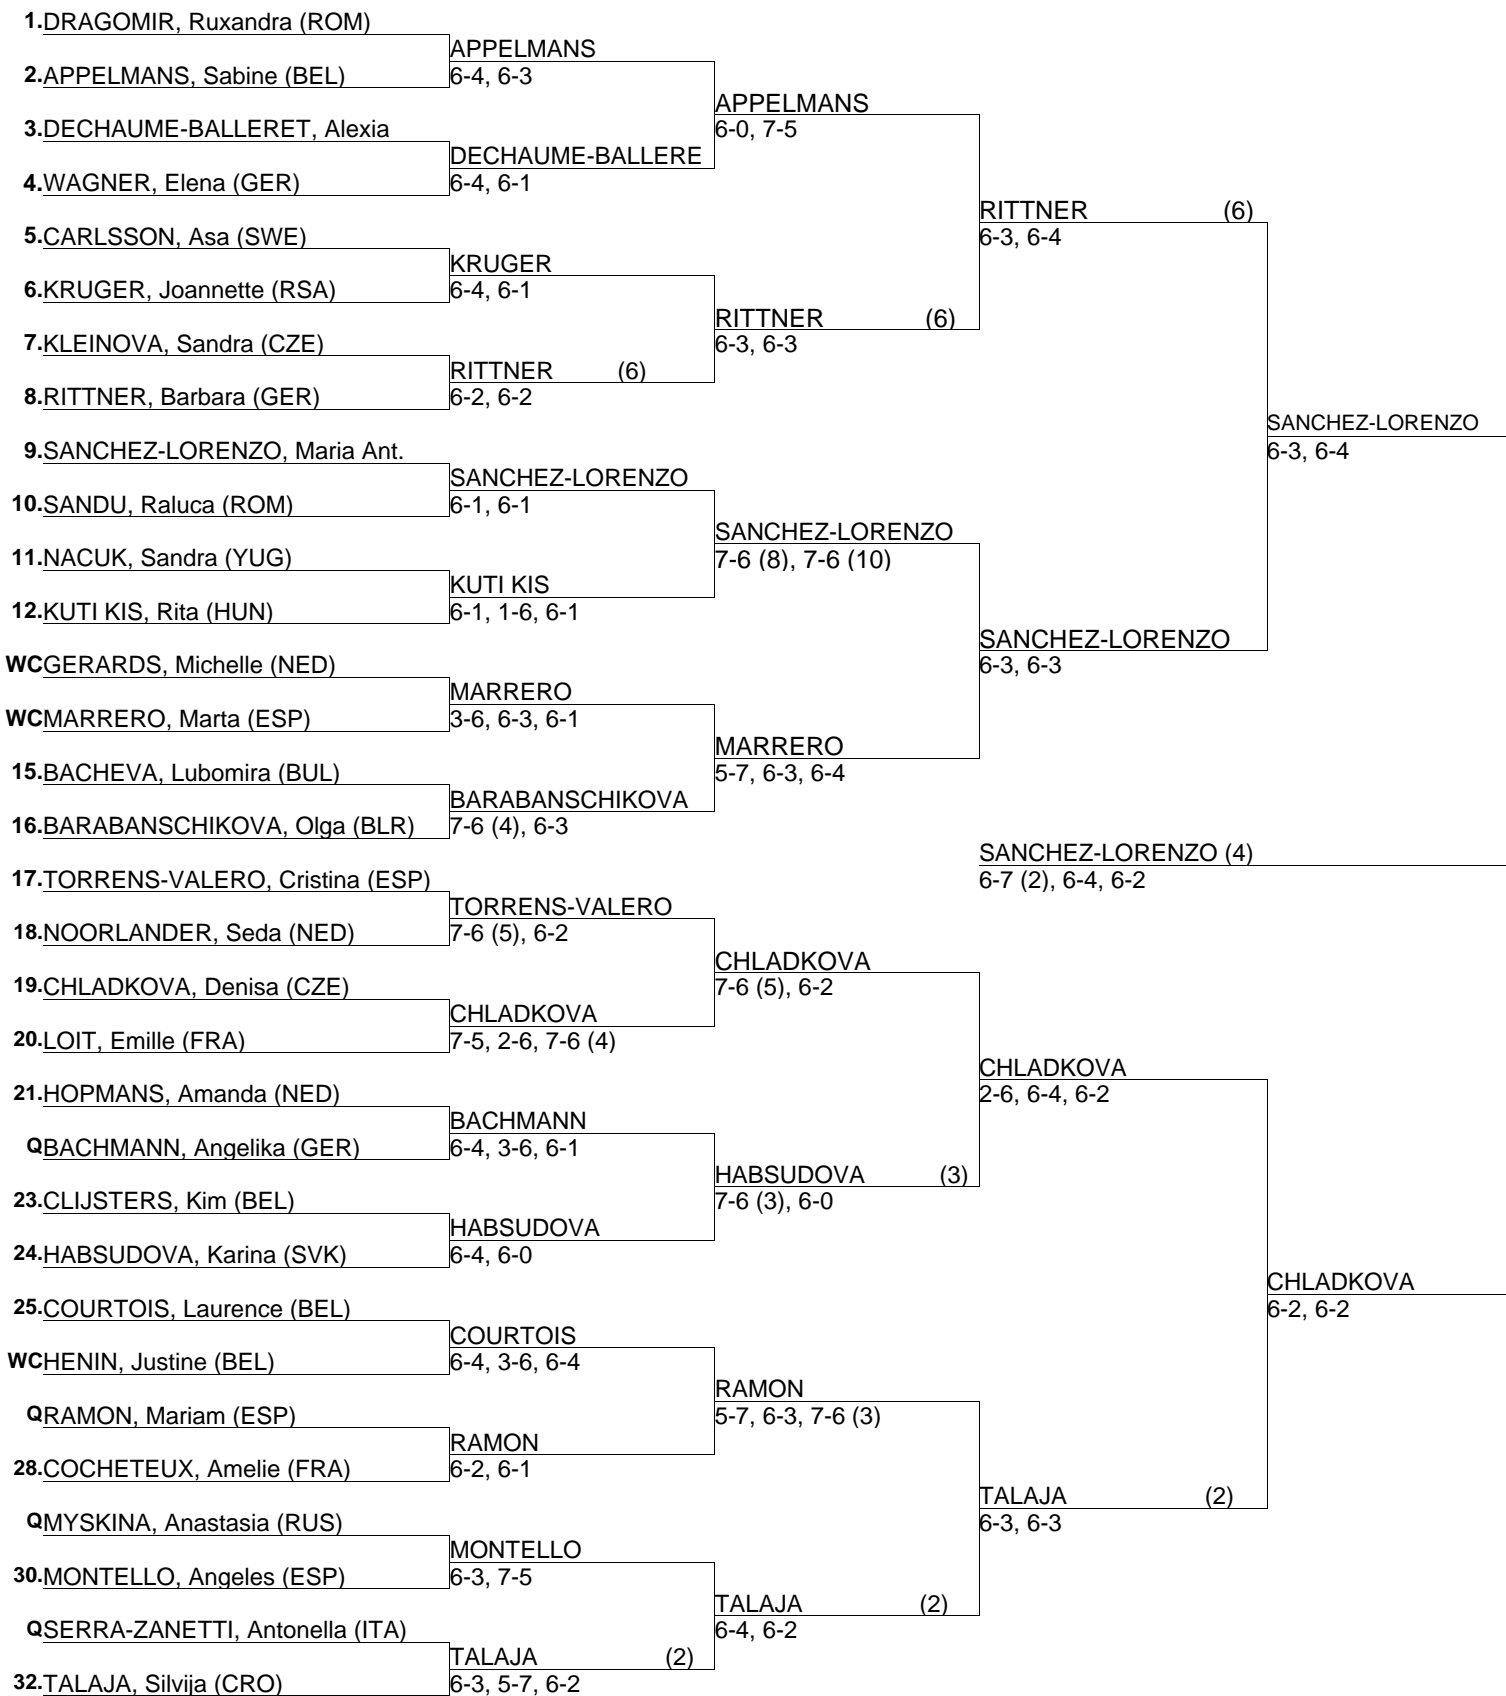 1.DRAGOMIR, Ruxandra (ROM)
APPELMANS
2.APPELMANS, Sabine (BEL)
6-4, 6-3
APPELMANS
3.DECHAUME-BALLERET, Alexia
6-0, 7-5
DECHAUME-BALLERE
4.WAGNER, Elena (GER)
6-4, 6-1
RITTNER (6)
5.CARLSSON, Asa (SWE)
6-3, 6-4
KRUGER
6.KRUGER, Joannette (RSA)
6-4, 6-1
RITTNER (6)
7.KLEINOVA, Sandra (CZE)
6-3, 6-3
RITTNER (6)
8.RITTNER, Barbara (GER)
6-2, 6-2
SANCHEZ-LORENZO
9.SANCHEZ-LORENZO, Maria Ant.
6-3, 6-4
SANCHEZ-LORENZO
10.SANDU, Raluca (ROM)
6-1, 6-1
SANCHEZ-LORENZO
11.NACUK, Sandra (YUG)
7-6 (8), 7-6 (10)
KUTI KIS
12.KUTI KIS, Rita (HUN)
6-1, 1-6, 6-1
SANCHEZ-LORENZO
WCGERARDS, Michelle (NED)
6-3, 6-3
MARRERO
WCMARRERO, Marta (ESP)
3-6, 6-3, 6-1
MARRERO
15.BACHEVA, Lubomira (BUL)
5-7, 6-3, 6-4
BARABANSCHIKOVA
16.BARABANSCHIKOVA, Olga (BLR)
7-6 (4), 6-3
SANCHEZ-LORENZO (4)
17.TORRENS-VALERO, Cristina (ESP)
6-7 (2), 6-4, 6-2
TORRENS-VALERO
18.NOORLANDER, Seda (NED)
7-6 (5), 6-2
CHLADKOVA
19.CHLADKOVA, Denisa (CZE)
7-6 (5), 6-2
CHLADKOVA
20.LOIT, Emille (FRA)
7-5, 2-6, 7-6 (4)
CHLADKOVA
21.HOPMANS, Amanda (NED)
2-6, 6-4, 6-2
BACHMANN
QBACHMANN, Angelika (GER)
6-4, 3-6, 6-1
HABSUDOVA (3)
23.CLIJSTERS, Kim (BEL)
7-6 (3), 6-0
HABSUDOVA
24.HABSUDOVA, Karina (SVK)
6-4, 6-0
CHLADKOVA
25.COURTOIS, Laurence (BEL)
6-2, 6-2
COURTOIS
WCHENIN, Justine (BEL)
6-4, 3-6, 6-4
RAMON
QRAMON, Mariam (ESP)
5-7, 6-3, 7-6 (3)
RAMON
28.COCHETEUX, Amelie (FRA)
6-2, 6-1
TALAJA (2)
QMYSKINA, Anastasia (RUS)
6-3, 6-3
MONTELLO
30.MONTELLO, Angeles (ESP)
6-3, 7-5
TALAJA (2)
QSERRA-ZANETTI, Antonella (ITA)
6-4, 6-2
TALAJA (2)
32.TALAJA, Silvija (CRO)
6-3, 5-7, 6-2